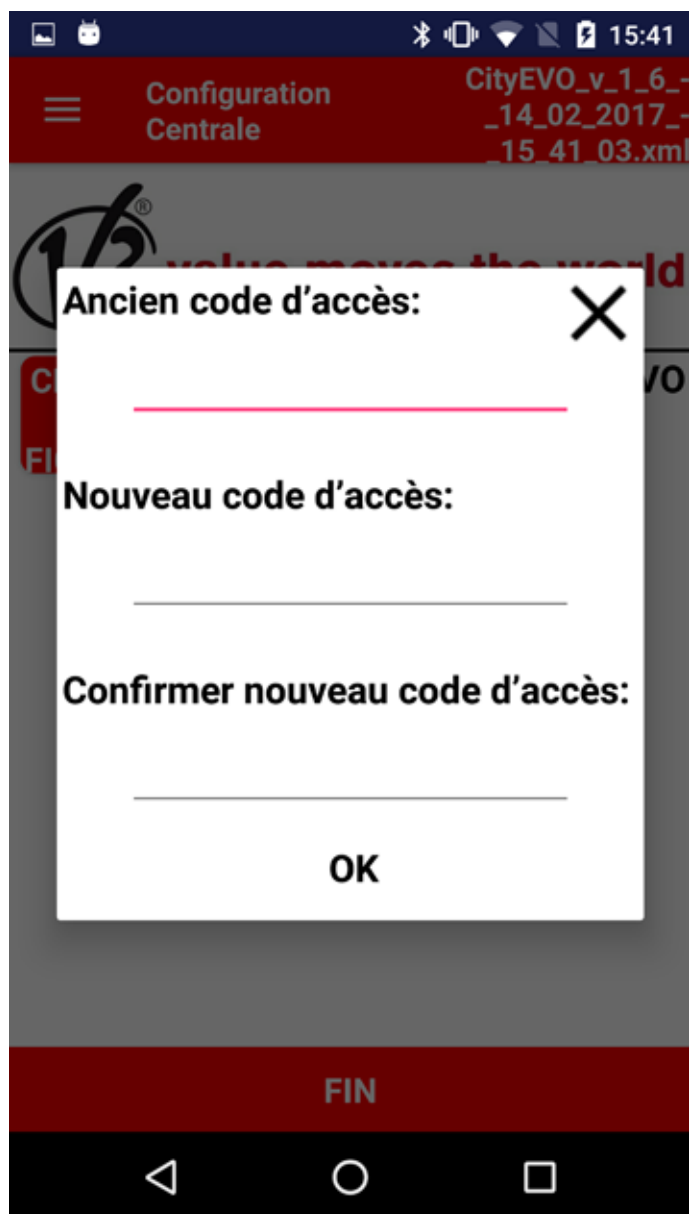 15:41
Configuration
Centrale
CityEVO_v_1_6_-
_14_02_2017_-
_15_41_03.xml
V2®
value moves the world
Ancien code d’accès:
Nouveau code d’accès:
Confirmer nouveau code d’accès:
OK
FIN